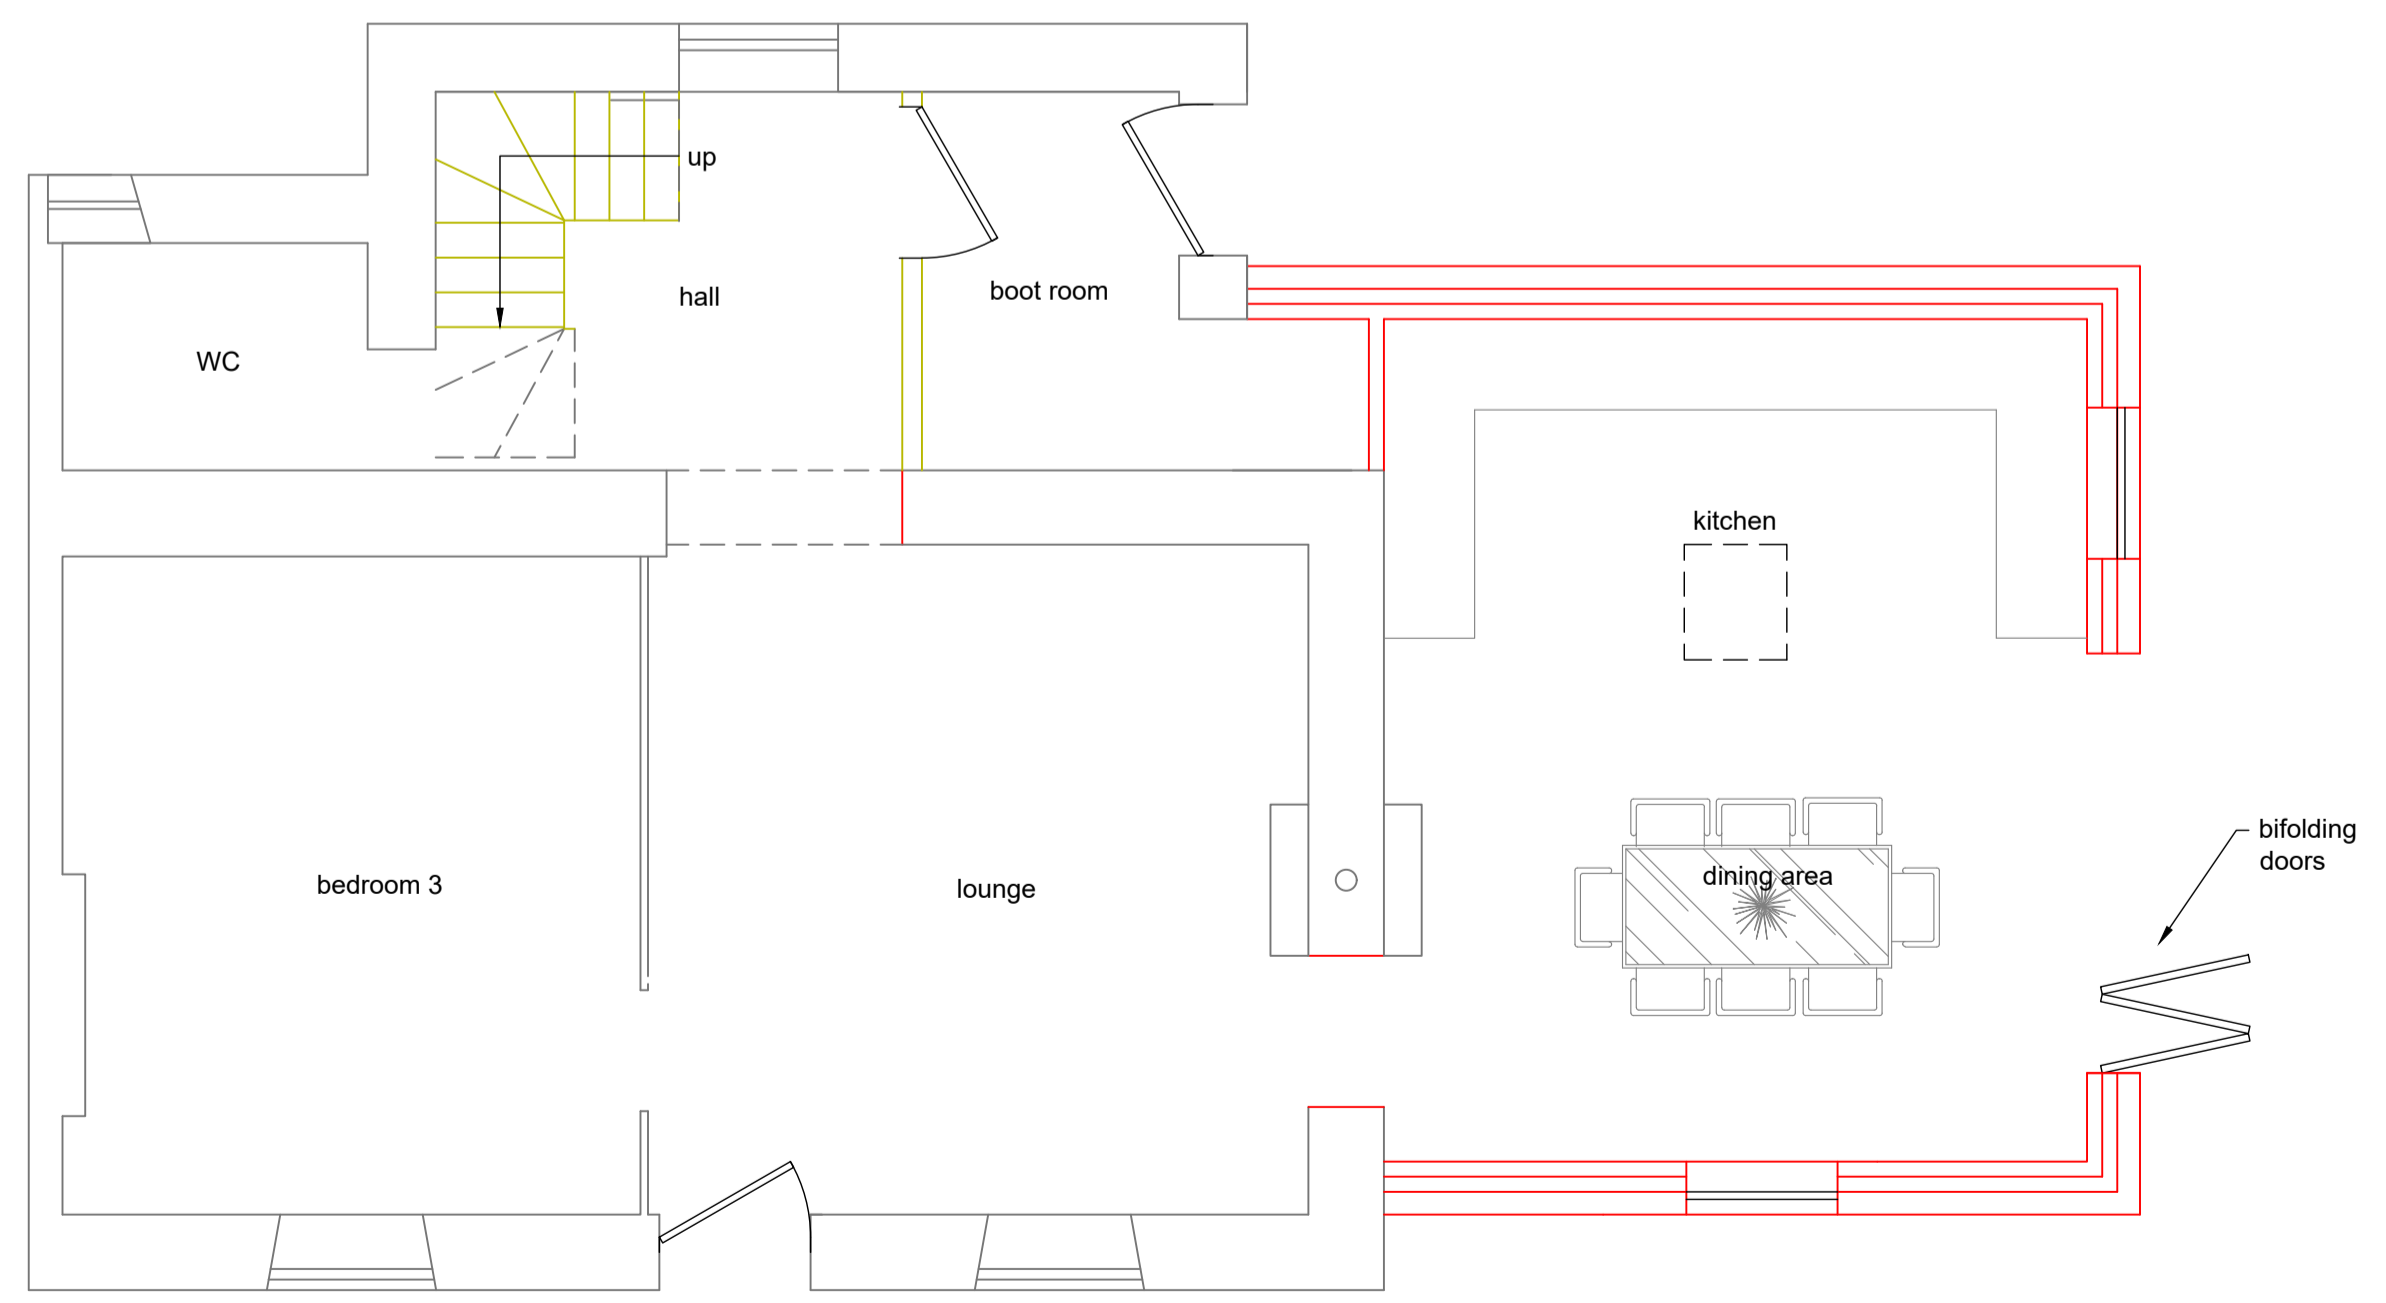 up
boot room
hall
WC
kitchen
bifolding
doors
dining area
bedroom 3
lounge